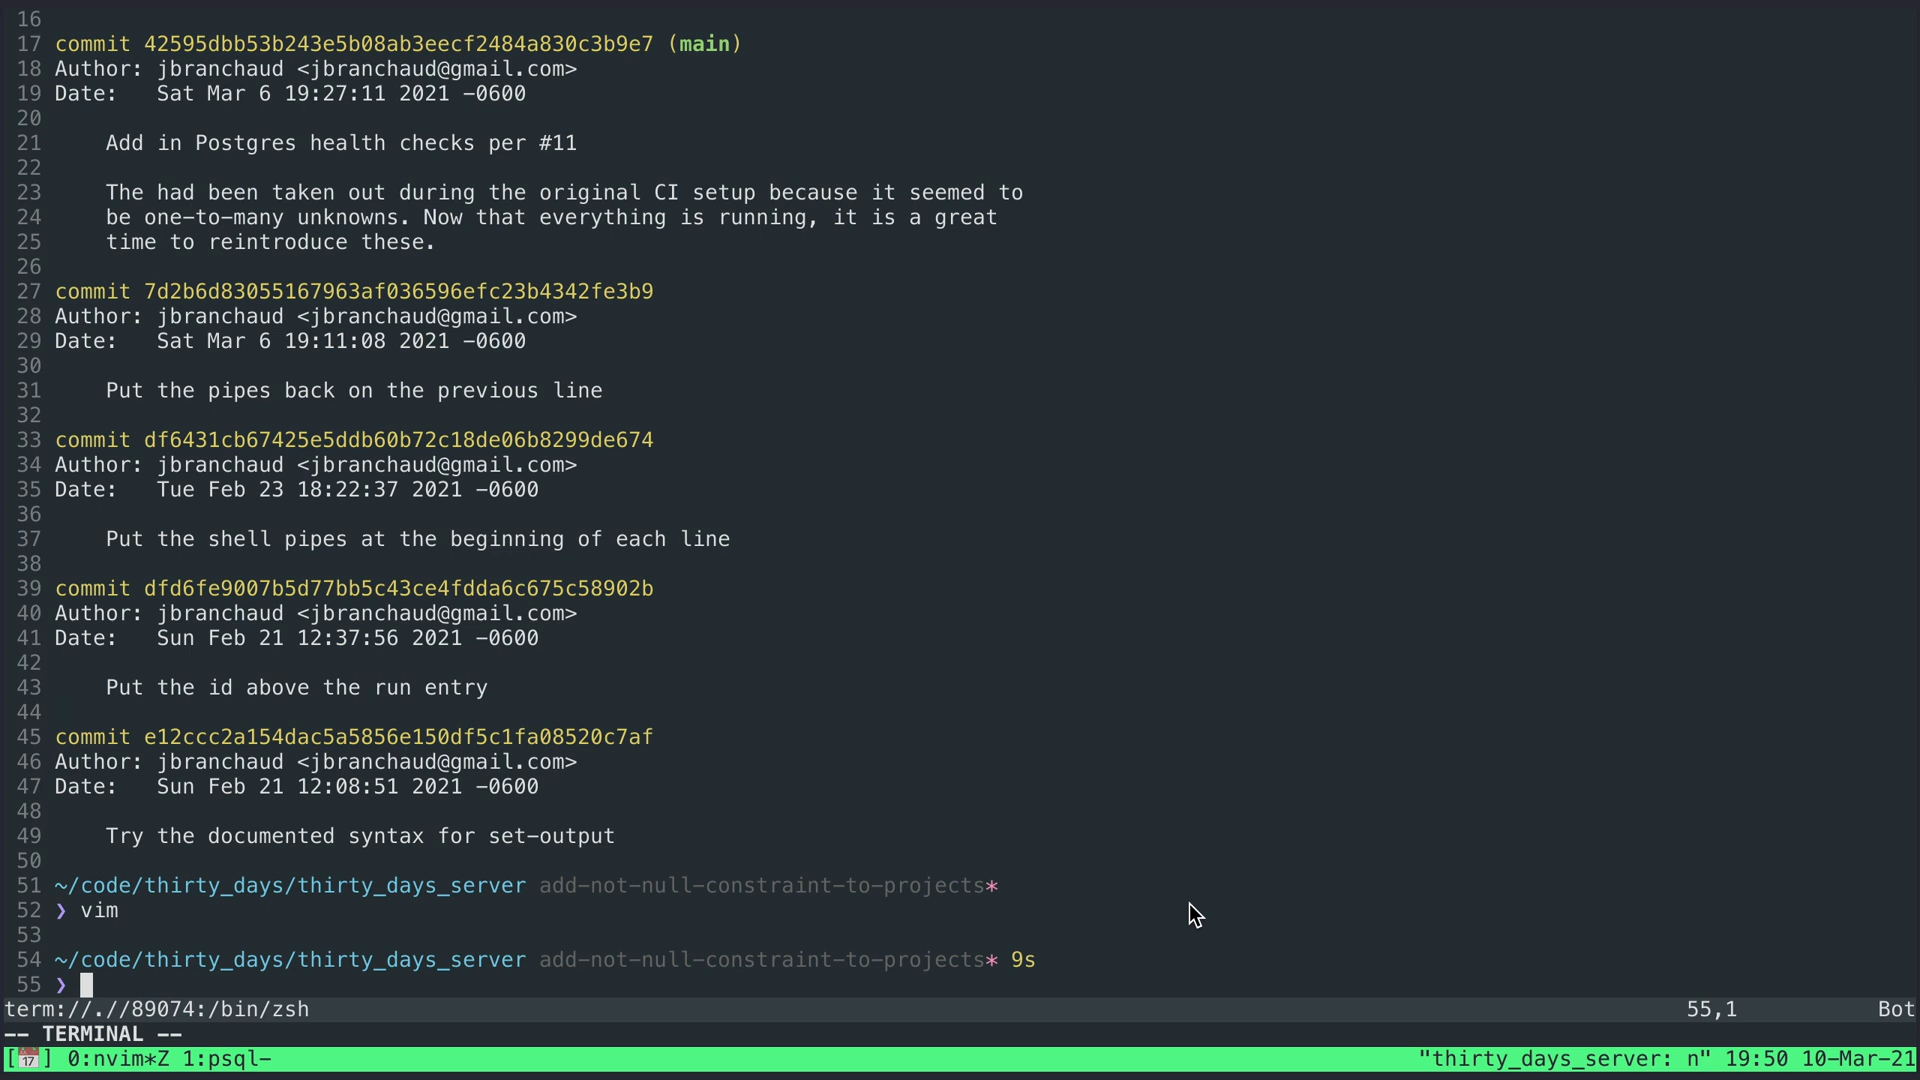 16
17 commit 42595dbb53b243e5b08ab3eecf2484a830c3b9e7 (main)
18 Author: jbranchaud <jbranchaud@gmail.com>
19 Date:   Sat Mar 6 19:27:11 2021 -0600
20
21     Add in Postgres health checks per #11
22
23     The had been taken out during the original CI setup because it seemed to
24     be one-to-many unknowns. Now that everything is running, it is a great
25     time to reintroduce these.
26
27 commit 7d2b6d83055167963af036596efc23b4342fe3b9
28 Author: jbranchaud <jbranchaud@gmail.com>
29 Date:   Sat Mar 6 19:11:08 2021 -0600
30
31     Put the pipes back on the previous line
32
33 commit df6431cb67425e5ddb60b72c18de06b8299de674
34 Author: jbranchaud <jbranchaud@gmail.com>
35 Date:   Tue Feb 23 18:22:37 2021 -0600
36
37     Put the shell pipes at the beginning of each line
38
39 commit dfd6fe9007b5d77bb5c43ce4fdda6c675c58902b
40 Author: jbranchaud <jbranchaud@gmail.com>
41 Date:   Sun Feb 21 12:37:56 2021 -0600
42
43     Put the id above the run entry
44
45 commit e12ccc2a154dac5a5856e150df5c1fa08520c7af
46 Author: jbranchaud <jbranchaud@gmail.com>
47 Date:   Sun Feb 21 12:08:51 2021 -0600
48
49     Try the documented syntax for set-output
50
51 ~/code/thirty_days/thirty_days_server add-not-null-constraint-to-projects*
52 ❯ vim
53
54 ~/code/thirty_days/thirty_days_server add-not-null-constraint-to-projects* 9s
55 ❯
term://.//89074:/bin/zsh 55,1 Bot
-- TERMINAL --
[📅] 0:nvim*Z 1:psql- "thirty_days_server: n" 19:50 10-Mar-21